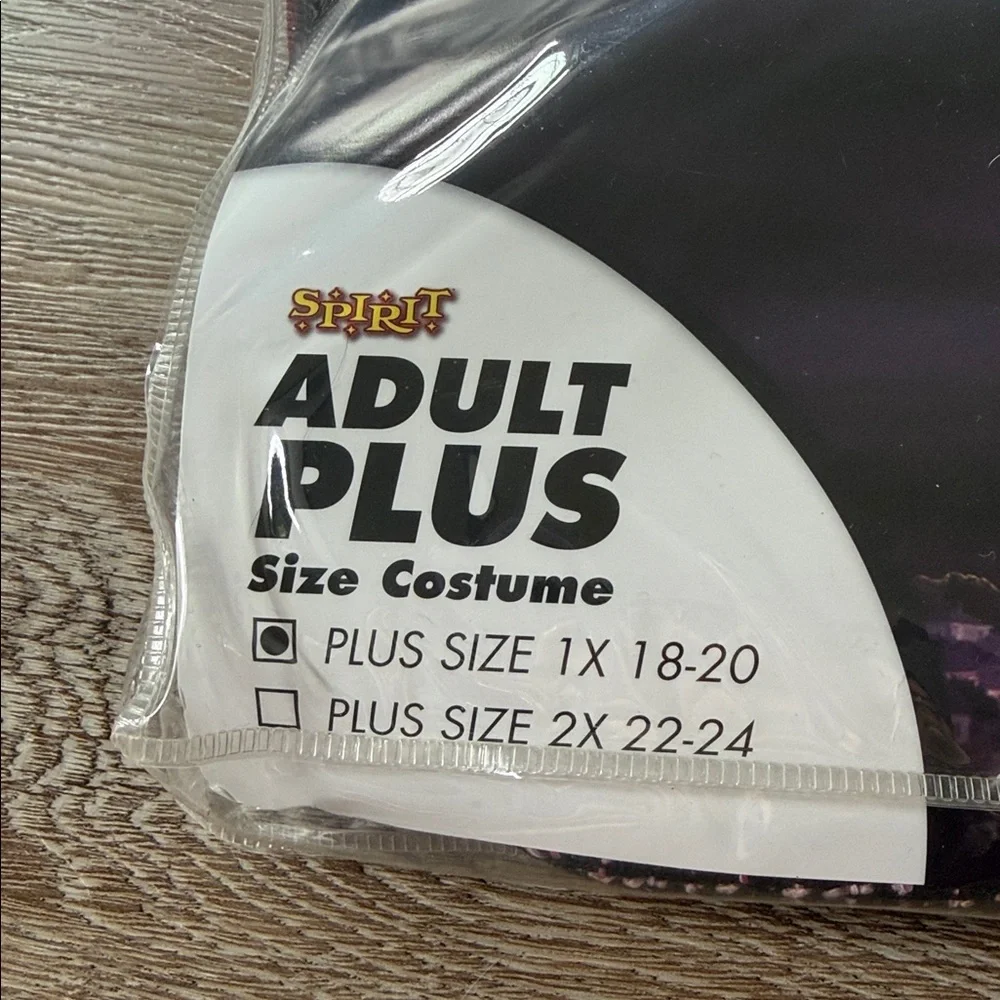 SPIRIT
ADULT
PLUS
Size Costume
PLUS SIZE 1X 18-20
PLUS SIZE 2X 22-24